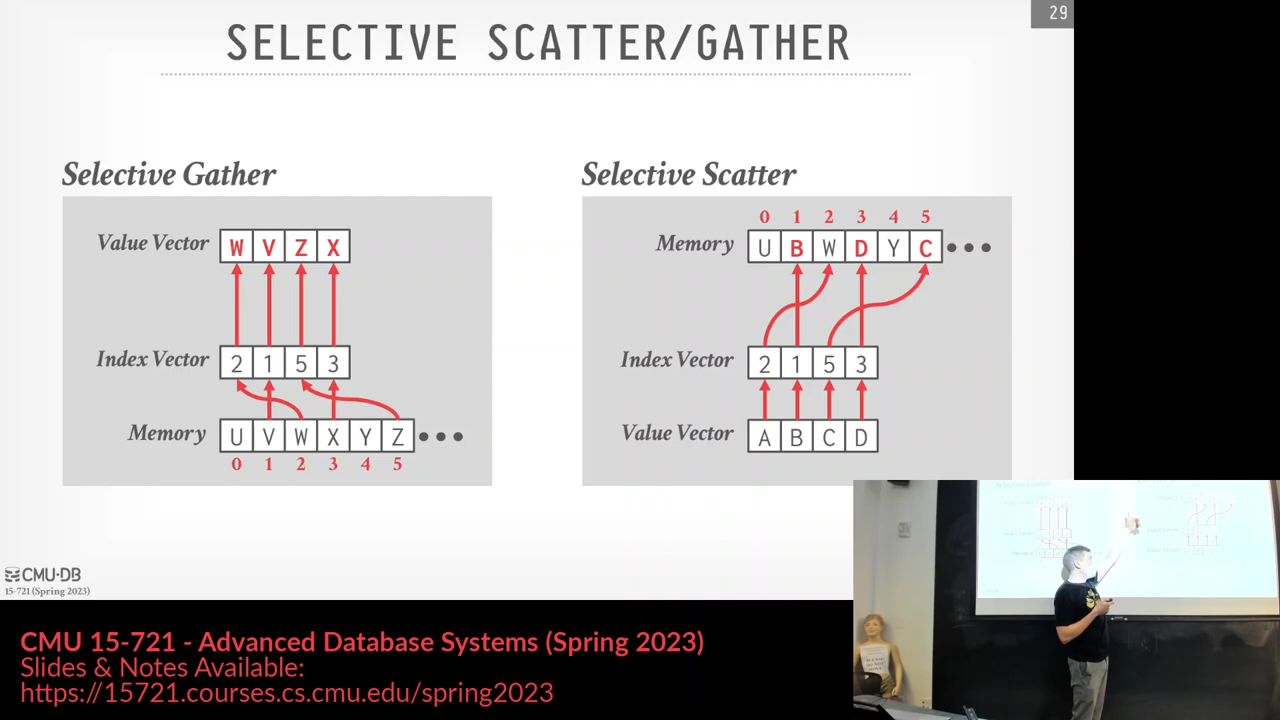 29
SELECTIVE SCATTER/GATHER
Selective Gather
Value Vector W V Z X
Index Vector 2 1 5 3
Memory U V W X Y Z
0 1 2 3 4 5
Selective Scatter
0 1 2 3 4 5
Memory U B W D Y C
Index Vector 2 1 5 3
Value Vector A B C D
CMU·DB
15-721 (Spring 2023)
CMU 15-721 - Advanced Database Systems (Spring 2023)
Slides & Notes Available:
https://15721.courses.cs.cmu.edu/spring2023